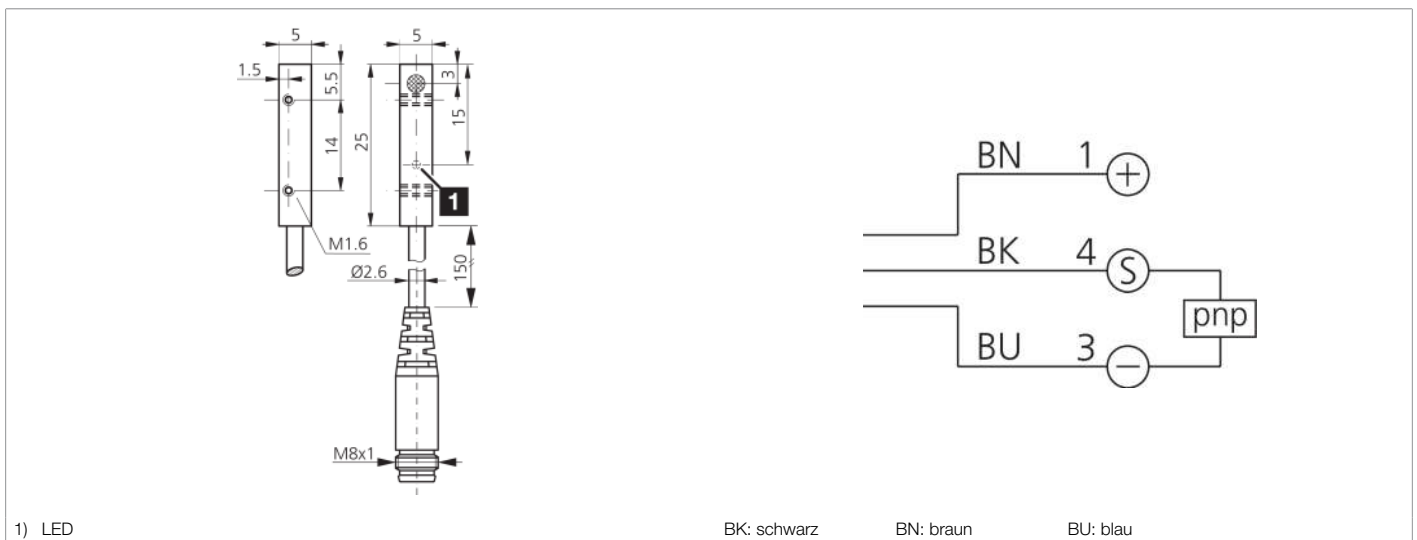 5
5
1.5
5.5
3
15
14
25
1
M1.6
150
Ø2.6
M8x1
BN 1 +
BK 4 S
pnp
BU 3 −
1) LED
BK: schwarz BN: braun BU: blau